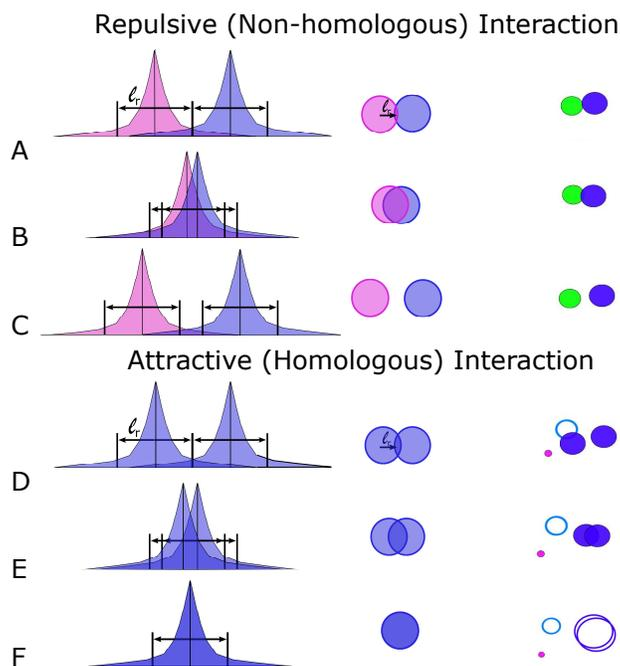 Repulsive (Non-homologous) Interaction
ℓr
ℓr
A
B
C
Attractive (Homologous) Interaction
ℓr
ℓr
D
E
F